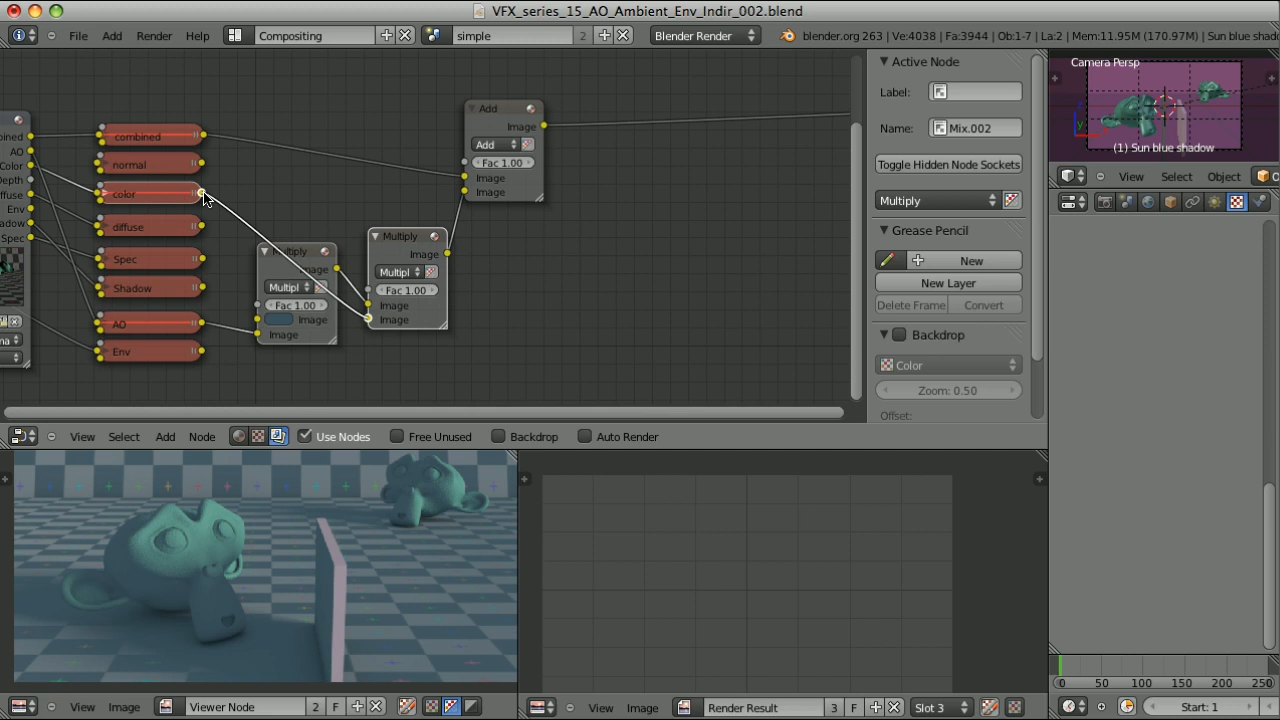 VFX_series_15_AO_Ambient_Env_Indir_002.blend
File Add Render Help Compositing simple 2 Blender Render blender.org 263 | Ve:4038 | Fa:3944 | Ob:1-7 | La:2 | Mem:11.95M (170.97M) | Sun blue shado
Active Node
Label:
Name: Mix.002
Toggle Hidden Node Sockets
Multiply
Grease Pencil
New
New Layer
Delete Frame Convert
Backdrop
Color
Zoom: 0.50
Offset:
Camera Persp
(1) Sun blue shadow
View Select Object
bined
AO
Color
Depth
ffuse
Env
adow
Spec
combined
normal
color
diffuse
Spec
Shadow
AO
Env
Multiply
Image
Multipl
Fac 1.00
Image
Image
Multiply
Image
Multipl
Fac 1.00
Image
Image
Add
Image
Add
Fac 1.00
Image
Image
View Select Add Node Use Nodes Free Unused Backdrop Auto Render
View Image Viewer Node 2 F
View Image Render Result 3 F Slot 3
0 50 100 150 200 250
Start: 1